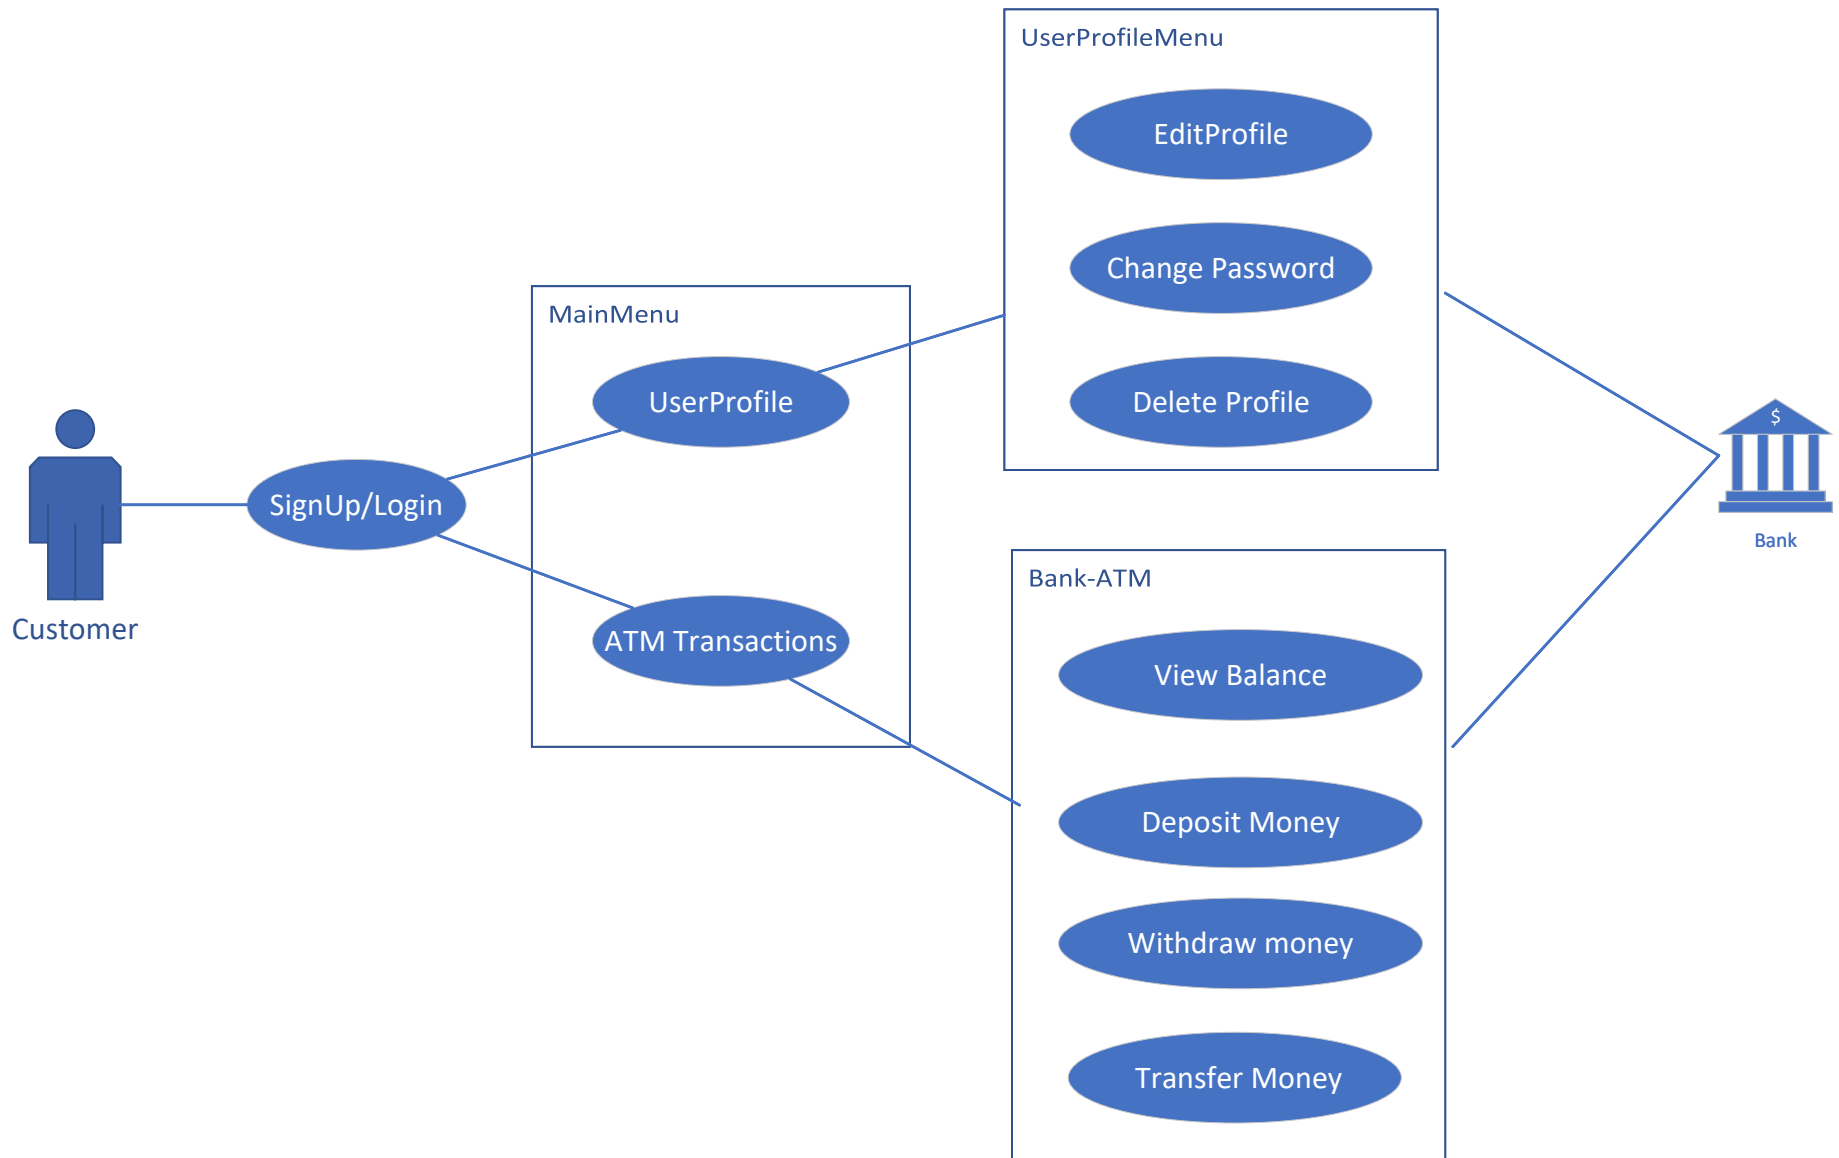 UserProfileMenu
EditProfile
Change Password
Delete Profile
MainMenu
UserProfile
ATM Transactions
SignUp/Login
Customer
$
Bank
Bank-ATM
View Balance
Deposit Money
Withdraw money
Transfer Money